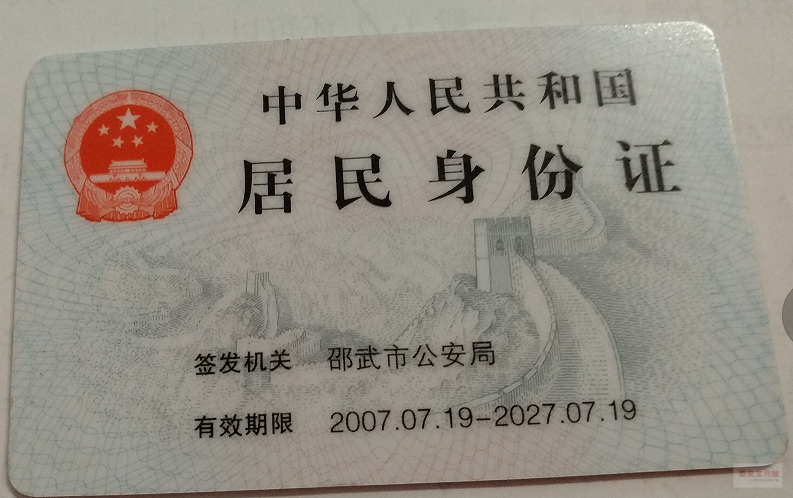 中华人民共和国
居民身份证
签发机关 邵武市公安局
有效期限 2007.07.19-2027.07.19